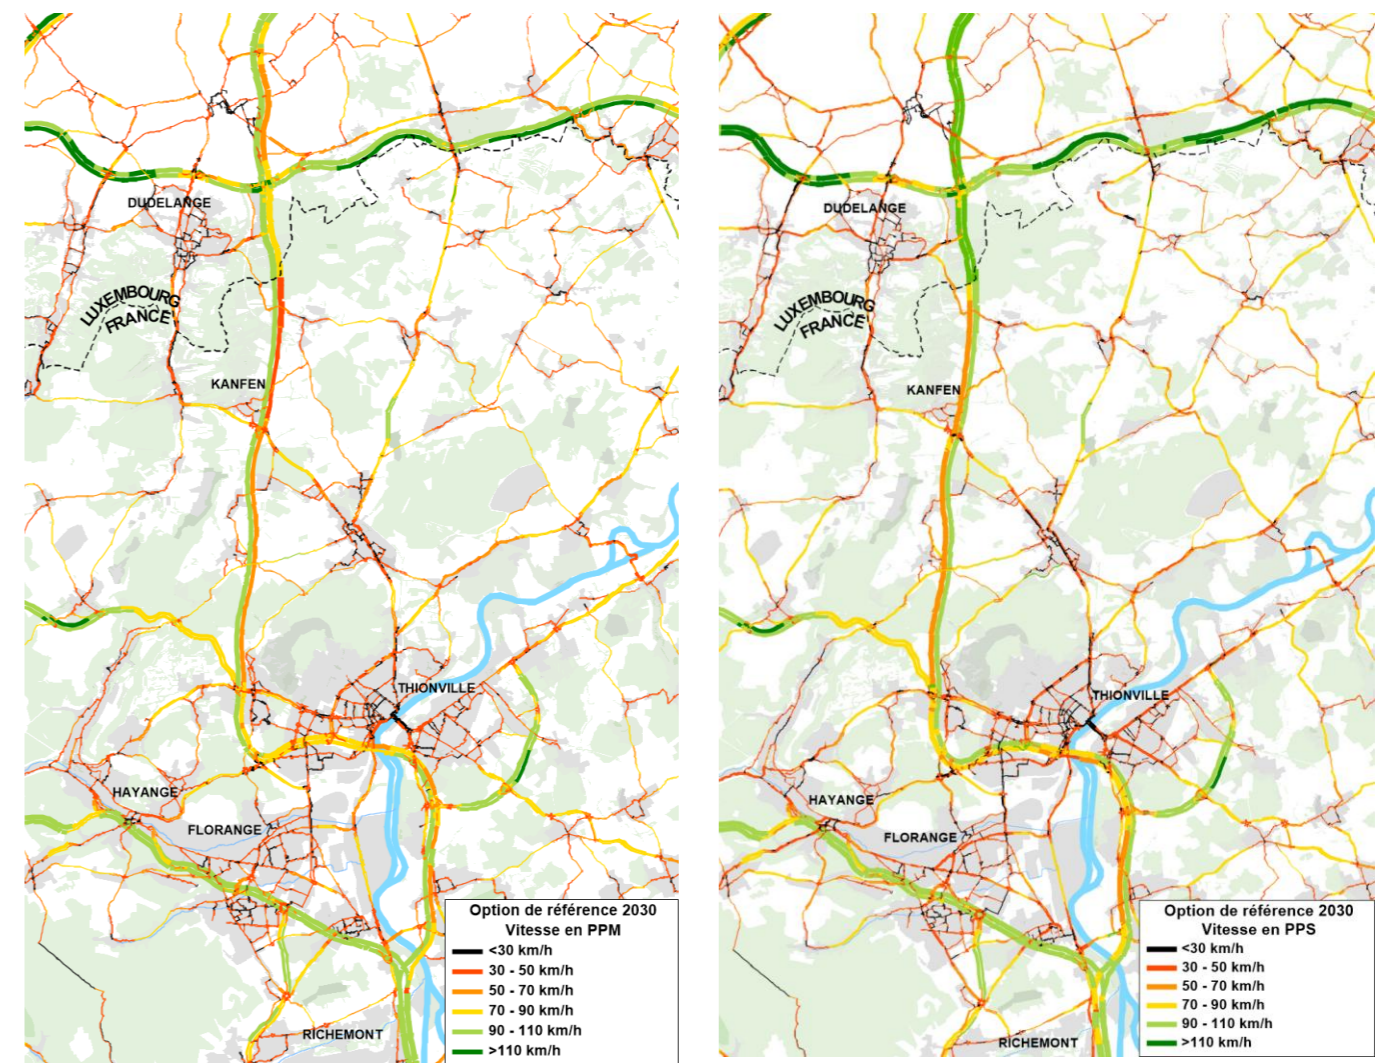 DUDELANGE
LUXEMBOURG
FRANCE
KANFEN
THIONVILLE
HAYANGE
FLORANGE
RICHEMONT
Option de référence 2030
Vitesse en PPM
<30 km/h
30 - 50 km/h
50 - 70 km/h
70 - 90 km/h
90 - 110 km/h
>110 km/h
DUDELANGE
LUXEMBOURG
FRANCE
KANFEN
THIONVILLE
HAYANGE
FLORANGE
RICHEMONT
Option de référence 2030
Vitesse en PPS
<30 km/h
30 - 50 km/h
50 - 70 km/h
70 - 90 km/h
90 - 110 km/h
>110 km/h